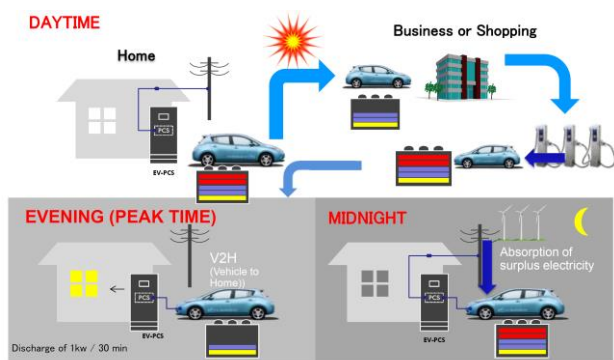 DAYTIME
Business or Shopping
Home
PCS
EV-PCS
EVENING (PEAK TIME)
V2H
(Vehicle to
Home))
PCS
EV-PCS
Discharge of 1kw / 30 min
MIDNIGHT
Absorption of
surplus electricity
PCS
EV-PCS